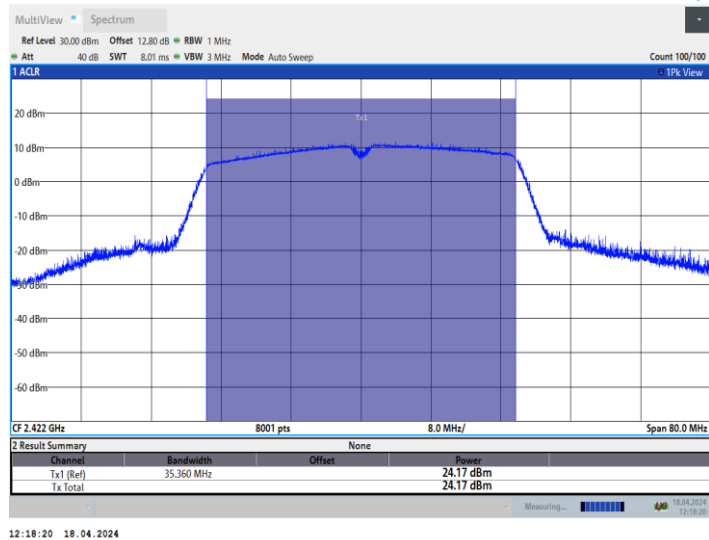 MultiView Spectrum
Ref Level 30.00 dBm Offset 12.80 dB RBW 1 MHz
Att 40 dB SWT 8.01 ms VBW 3 MHz Mode Auto Sweep Count 100/100
1 ACLR 1Pk View
Tx1
20 dBm
10 dBm
0 dBm
-10 dBm
-20 dBm
-30 dBm
-40 dBm
-50 dBm
-60 dBm
CF 2.422 GHz 8001 pts 8.0 MHz/ Span 80.0 MHz
2 Result Summary None
Channel Bandwidth Offset Power
Tx1 (Ref) 35.360 MHz 24.17 dBm
Tx Total 24.17 dBm
Measuring... 18.04.2024
12:18:20
12:18:20 18.04.2024